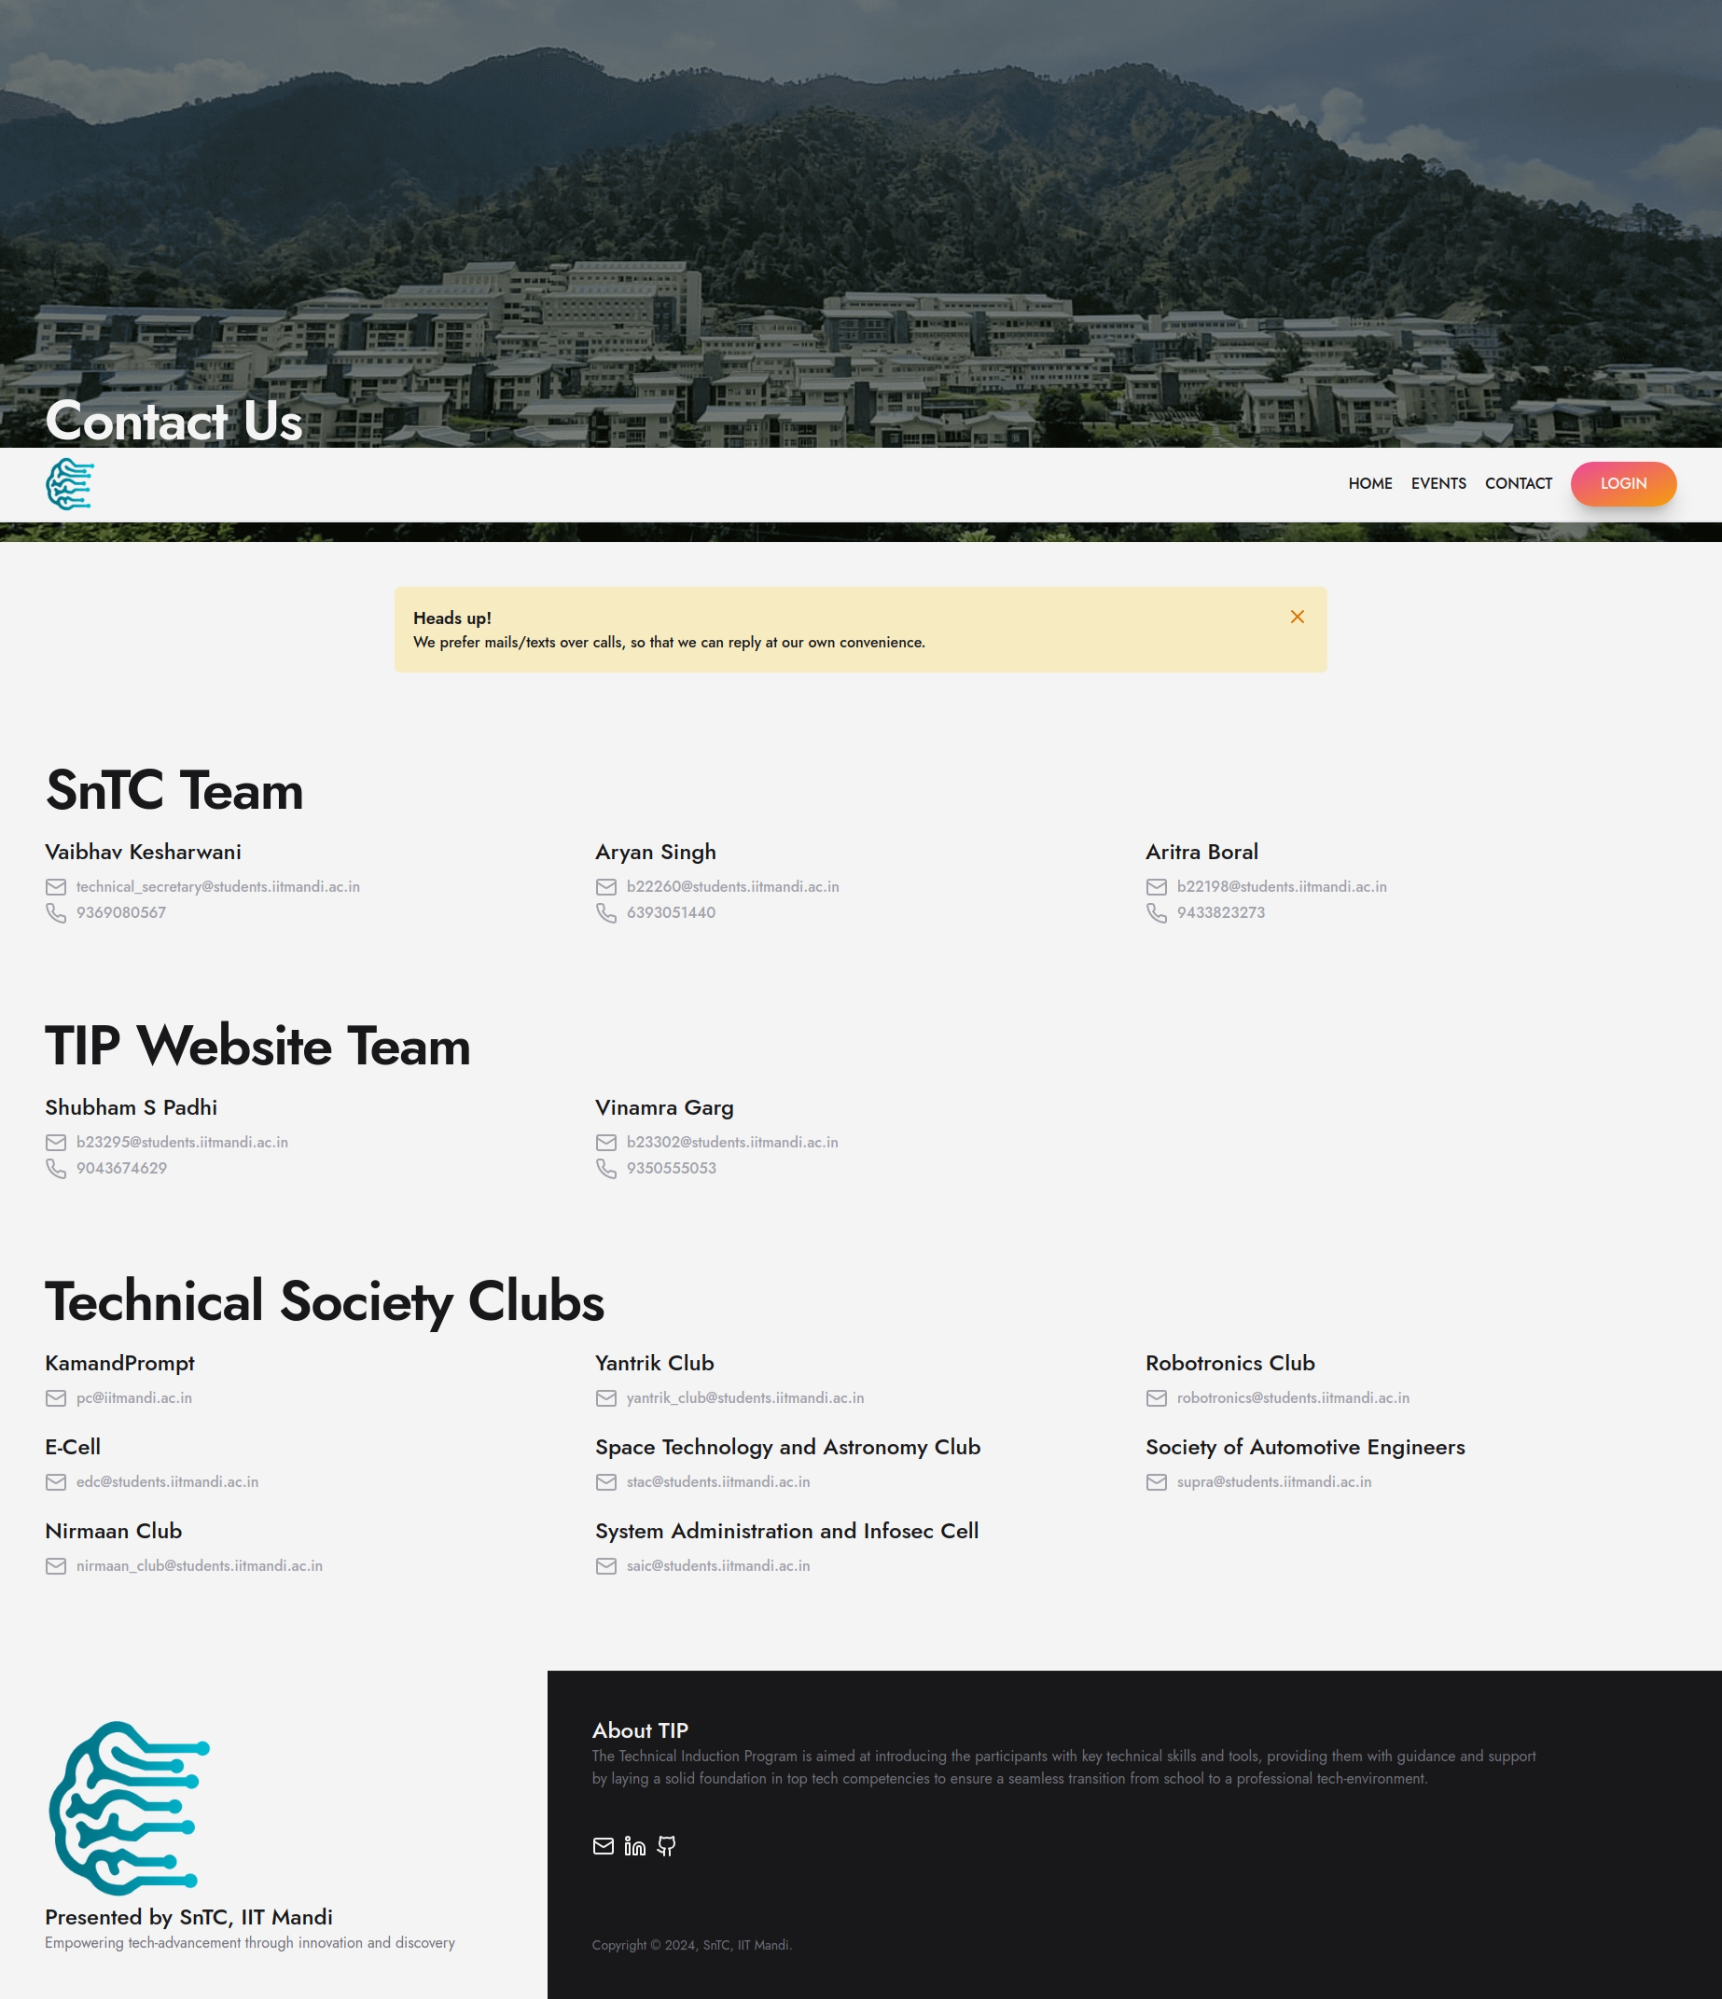 Contact Us
HOME EVENTS CONTACT LOGIN
Heads up!
We prefer mails/texts over calls, so that we can reply at our own convenience.
SnTC Team
Vaibhav Kesharwani
technical_secretary@students.iitmandi.ac.in
9369080567
Aryan Singh
b22260@students.iitmandi.ac.in
6393051440
Aritra Boral
b22198@students.iitmandi.ac.in
9433823273
TIP Website Team
Shubham S Padhi
b23295@students.iitmandi.ac.in
9043674629
Vinamra Garg
b23302@students.iitmandi.ac.in
9350555053
Technical Society Clubs
KamandPrompt
pc@iitmandi.ac.in
Yantrik Club
yantrik_club@students.iitmandi.ac.in
Robotronics Club
robotronics@students.iitmandi.ac.in
E-Cell
edc@students.iitmandi.ac.in
Space Technology and Astronomy Club
stac@students.iitmandi.ac.in
Society of Automotive Engineers
supra@students.iitmandi.ac.in
Nirmaan Club
nirmaan_club@students.iitmandi.ac.in
System Administration and Infosec Cell
saic@students.iitmandi.ac.in
Presented by SnTC, IIT Mandi
Empowering tech-advancement through innovation and discovery
About TIP
The Technical Induction Program is aimed at introducing the participants with key technical skills and tools, providing them with guidance and support
by laying a solid foundation in top tech competencies to ensure a seamless transition from school to a professional tech-environment.
Copyright © 2024, SnTC, IIT Mandi.